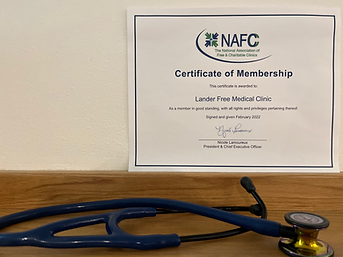 NAFC
The National Association of
Free & Charitable Clinics
Certificate of Membership
This certificate is awarded to:
Lander Free Medical Clinic
As a member in good standing, with all rights and privileges pertaining thereof.
Signed and given February 2022
Nicole Lamoureux
President & Chief Executive Officer